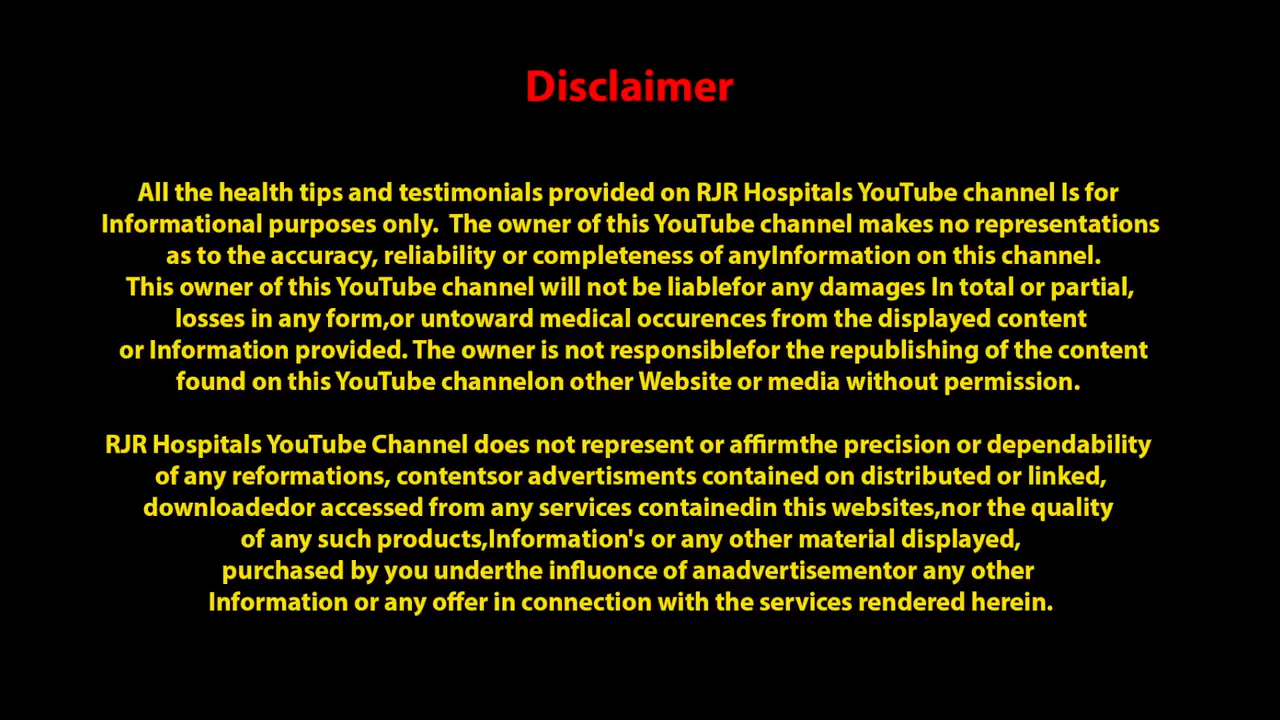 Disclaimer
All the health tips and testimonials provided on RJR Hospitals YouTube channel Is for
Informational purposes only.  The owner of this YouTube channel makes no representations
as to the accuracy, reliability or completeness of anyInformation on this channel.
This owner of this YouTube channel will not be liablefor any damages In total or partial,
losses in any form,or untoward medical occurences from the displayed content
or Information provided. The owner is not responsiblefor the republishing of the content
found on this YouTube channelon other Website or media without permission.
RJR Hospitals YouTube Channel does not represent or affirmthe precision or dependability
of any reformations, contentsor advertisments contained on distributed or linked,
downloadedor accessed from any services containedin this websites,nor the quality
of any such products,Information's or any other material displayed,
purchased by you underthe influonce of anadvertisementor any other
Information or any offer in connection with the services rendered herein.